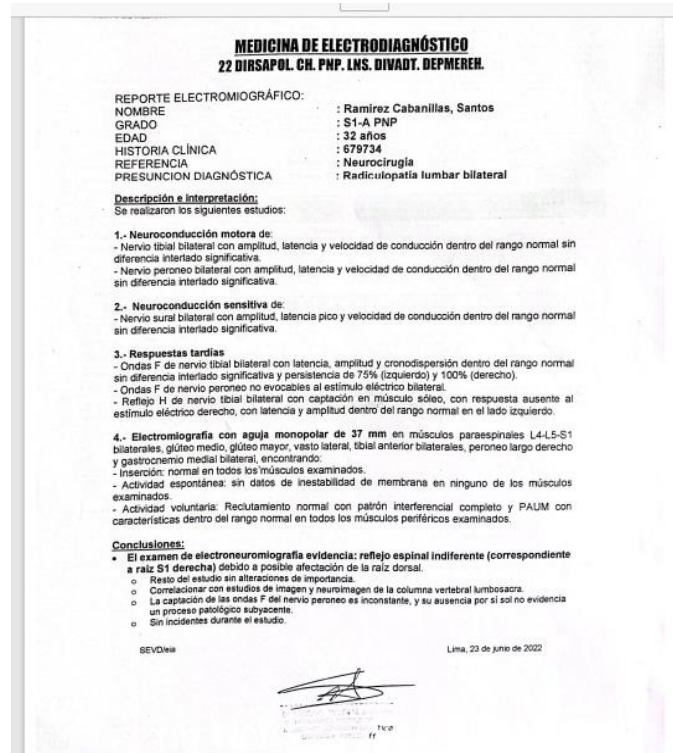 MEDICINA DE ELECTRODIAGNÓSTICO
22 DIRSAPOL. CH. PNP. LNS. DIVADT. DEPMEREH.
REPORTE ELECTROMIOGRÁFICO:
NOMBRE : Ramirez Cabanillas, Santos
GRADO : S1-A PNP
EDAD : 32 años
HISTORIA CLÍNICA : 679734
REFERENCIA : Neurocirugía
PRESUNCION DIAGNÓSTICA : Radiculopatía lumbar bilateral
Descripción e interpretación:
Se realizaron los siguientes estudios:
1.- Neuroconducción motora de:
- Nervio tibial bilateral con amplitud, latencia y velocidad de conducción dentro del rango normal sin
diferencia interlado significativa.
- Nervio peroneo bilateral con amplitud, latencia y velocidad de conducción dentro del rango normal
sin diferencia interlado significativa.
2.- Neuroconducción sensitiva de:
- Nervio sural bilateral con amplitud, latencia pico y velocidad de conducción dentro del rango normal
sin diferencia interlado significativa.
3.- Respuestas tardías
- Ondas F de nervio tibial bilateral con latencia, amplitud y cronodispersión dentro del rango normal
sin diferencia interlado significativa y persistencia de 75% (izquierdo) y 100% (derecho).
- Ondas F de nervio peroneo no evocables al estímulo eléctrico bilateral.
- Reflejo H de nervio tibial bilateral con captación en músculo sóleo, con respuesta ausente al
estímulo eléctrico derecho, con latencia y amplitud dentro del rango normal en el lado izquierdo.
4.- Electromiografía con aguja monopolar de 37 mm en músculos paraespinales L4-L5-S1
bilaterales, glúteo medio, glúteo mayor, vasto lateral, tibial anterior bilaterales, peroneo largo derecho
y gastrocnemio medial bilateral, encontrando:
- Inserción: normal en todos los músculos examinados.
- Actividad espontánea: sin datos de inestabilidad de membrana en ninguno de los músculos
examinados.
- Actividad voluntaria: Reclutamiento normal con patrón interferencial completo y PAUM con
características dentro del rango normal en todos los músculos periféricos examinados.
Conclusiones:
• El examen de electroneuromiografía evidencia: reflejo espinal indiferente (correspondiente
a raíz S1 derecha) debido a posible afectación de la raíz dorsal.
o Resto del estudio sin alteraciones de importancia.
o Correlacionar con estudios de imagen y neuroimagen de la columna vertebral lumbosacra.
o La captación de las ondas F del nervio peroneo es inconstante, y su ausencia por si sol no evidencia
un proceso patológico subyacente.
o Sin incidentes durante el estudio.
SEVD/eia Lima, 23 de junio de 2022